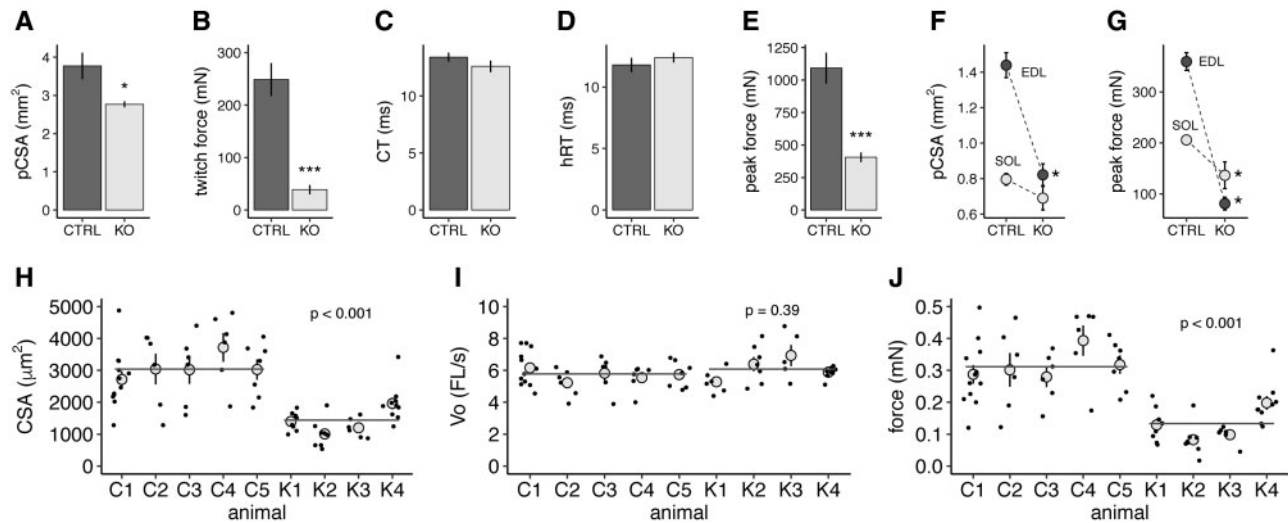 A
pCSA (mm²)
4
3
2
1
0
*
CTRL KO
B
twitch force (mN)
300
250
200
150
100
50
0
***
CTRL KO
C
CT (ms)
10
5
0
CTRL KO
D
hRT (ms)
10
5
0
CTRL KO
E
peak force (mN)
1250
1000
750
500
250
0
***
CTRL KO
F
pCSA (mm²)
1.4
1.2
1.0
0.8
0.6
EDL
SOL
*
CTRL KO
G
peak force (mN)
300
200
100
EDL
SOL
*
*
CTRL KO
H
CSA (μm²)
5000
4000
3000
2000
1000
0
p < 0.001
C1 C2 C3 C4 C5 K1 K2 K3 K4
animal
I
Vo (FL/s)
10
8
6
4
2
0
p = 0.39
C1 C2 C3 C4 C5 K1 K2 K3 K4
animal
J
force (mN)
0.5
0.4
0.3
0.2
0.1
0.0
p < 0.001
C1 C2 C3 C4 C5 K1 K2 K3 K4
animal